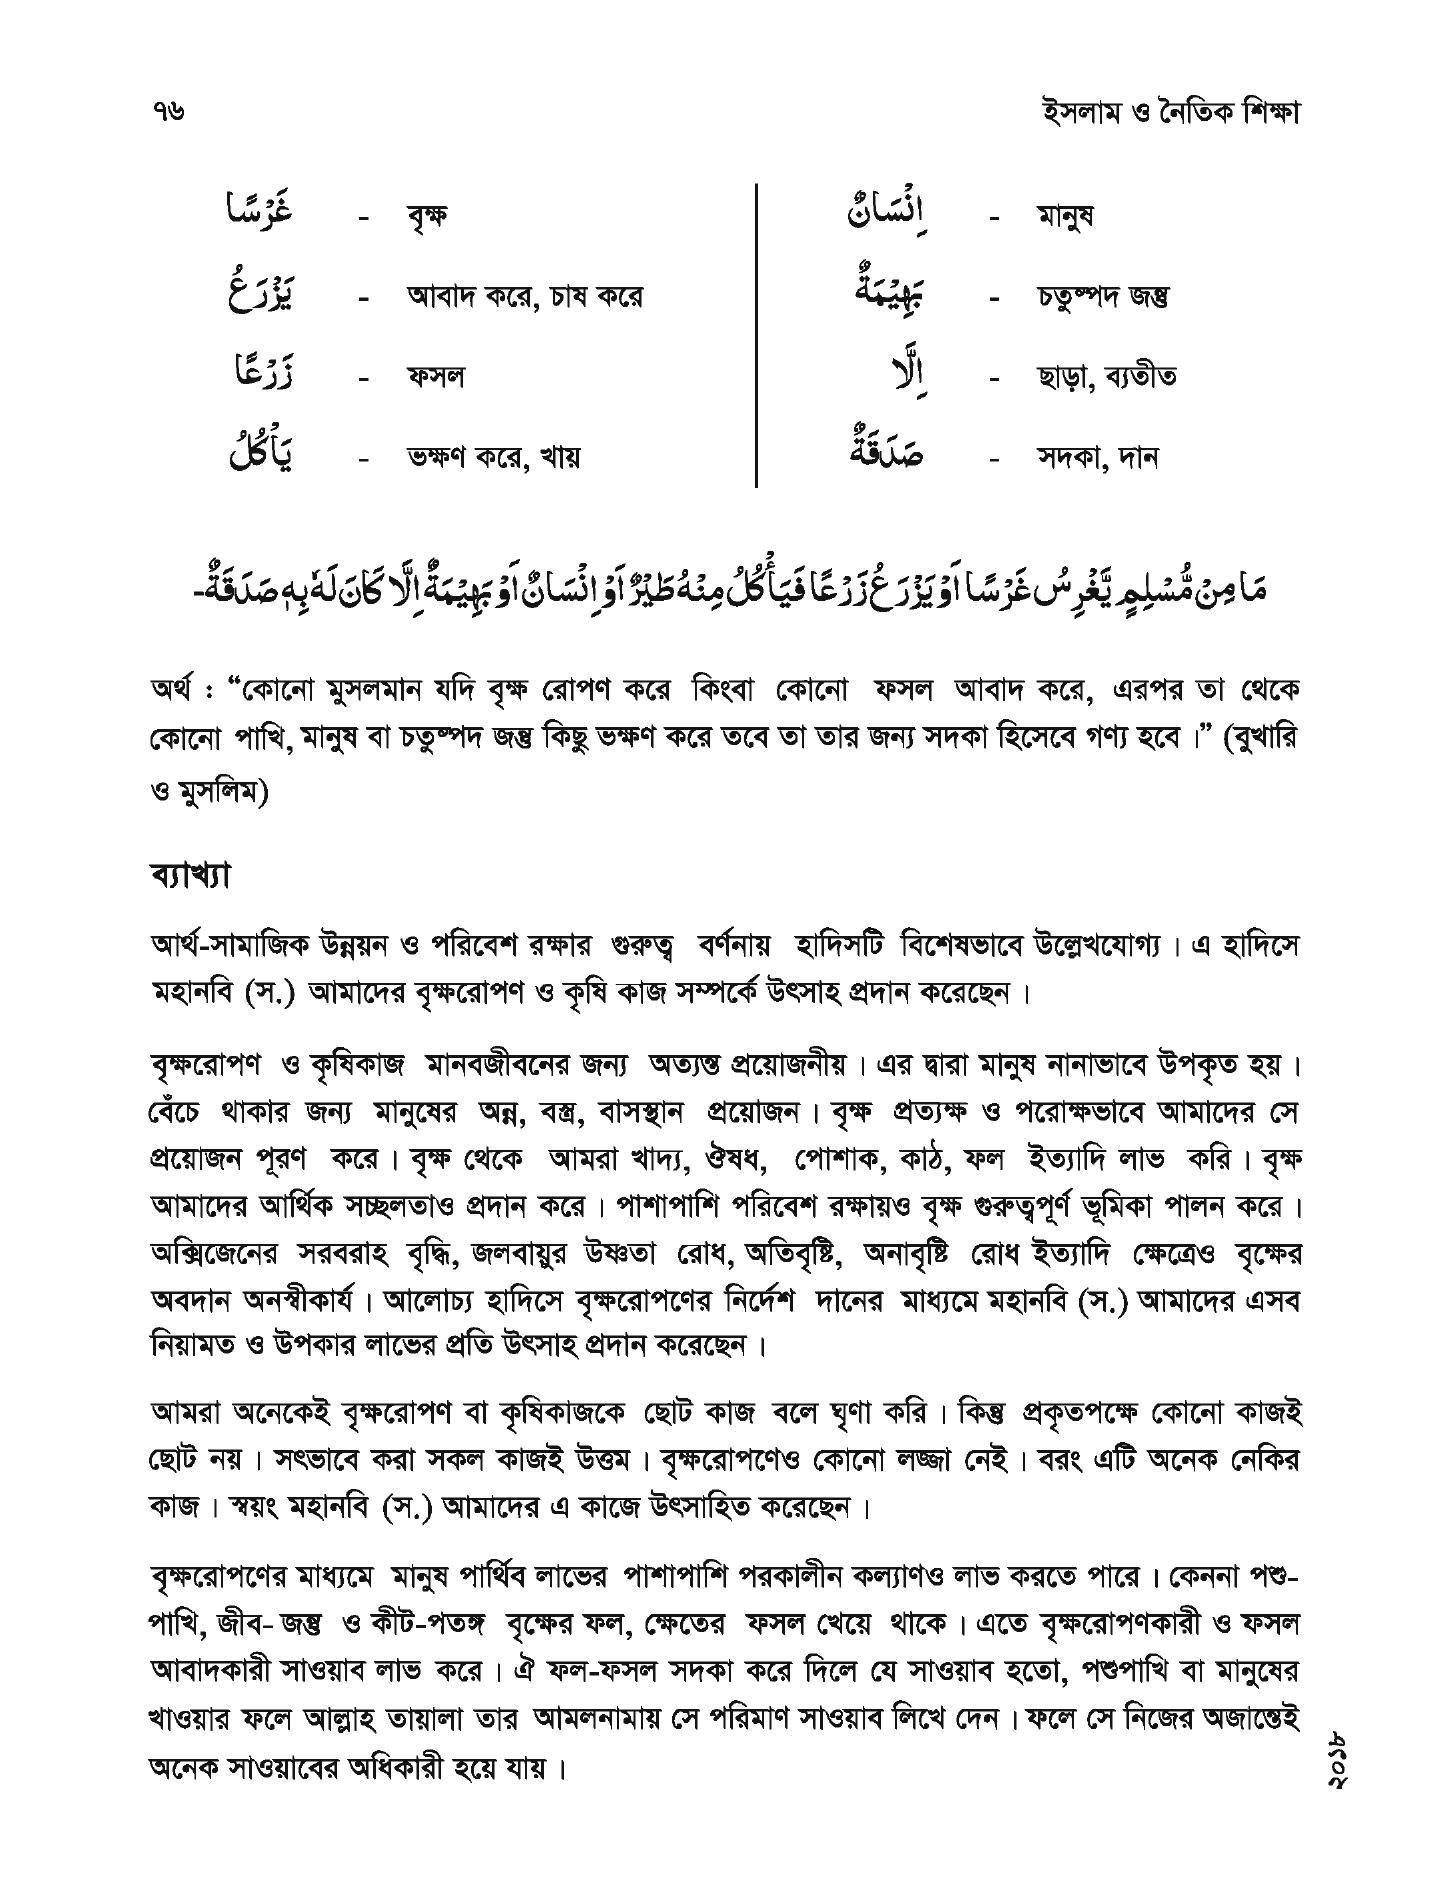 ৭৬ ইসলাম ও নৈতিক শিক্ষা
غَرْسًا - বৃক্ষ
يَزْرَعُ - আবাদ করে, চাষ করে
زَرْعًا - ফসল
يَأْكُلُ - ভক্ষণ করে, খায়
اِنْسَانٌ - মানুষ
بَهِيْمَةٌ - চতুষ্পদ জন্তু
اِلَّا - ছাড়া, ব্যতীত
صَدَقَةٌ - সদকা, দান
مَا مِنْ مُّسْلِمٍ يَّغْرِسُ غَرْسًا اَوْ يَزْرَعُ زَرْعًا فَيَأْكُلُ مِنْهُ طَيْرٌ اَوْ اِنْسَانٌ اَوْ بَهِيْمَةٌ اِلَّا كَانَ لَهٗ بِهٖ صَدَقَةٌ-
অর্থ : “কোনো মুসলমান যদি বৃক্ষ রোপণ করে কিংবা কোনো ফসল আবাদ করে, এরপর তা থেকে
কোনো পাখি, মানুষ বা চতুষ্পদ জন্তু কিছু ভক্ষণ করে তবে তা তার জন্য সদকা হিসেবে গণ্য হবে।” (বুখারি
ও মুসলিম)
ব্যাখ্যা
আর্থ-সামাজিক উন্নয়ন ও পরিবেশ রক্ষার গুরুত্ব বর্ণনায় হাদিসটি বিশেষভাবে উল্লেখযোগ্য। এ হাদিসে
মহানবি (স.) আমাদের বৃক্ষরোপণ ও কৃষি কাজ সম্পর্কে উৎসাহ প্রদান করেছেন।
বৃক্ষরোপণ ও কৃষিকাজ মানবজীবনের জন্য অত্যন্ত প্রয়োজনীয়। এর দ্বারা মানুষ নানাভাবে উপকৃত হয়।
বেঁচে থাকার জন্য মানুষের অন্ন, বস্ত্র, বাসস্থান প্রয়োজন। বৃক্ষ প্রত্যক্ষ ও পরোক্ষভাবে আমাদের সে
প্রয়োজন পূরণ করে। বৃক্ষ থেকে আমরা খাদ্য, ঔষধ, পোশাক, কাঠ, ফল ইত্যাদি লাভ করি। বৃক্ষ
আমাদের আর্থিক সচ্ছলতাও প্রদান করে। পাশাপাশি পরিবেশ রক্ষায়ও বৃক্ষ গুরুত্বপূর্ণ ভূমিকা পালন করে।
অক্সিজেনের সরবরাহ বৃদ্ধি, জলবায়ুর উষ্ণতা রোধ, অতিবৃষ্টি, অনাবৃষ্টি রোধ ইত্যাদি ক্ষেত্রেও বৃক্ষের
অবদান অনস্বীকার্য। আলোচ্য হাদিসে বৃক্ষরোপণের নির্দেশ দানের মাধ্যমে মহানবি (স.) আমাদের এসব
নিয়ামত ও উপকার লাভের প্রতি উৎসাহ প্রদান করেছেন।
আমরা অনেকেই বৃক্ষরোপণ বা কৃষিকাজকে ছোট কাজ বলে ঘৃণা করি। কিন্তু প্রকৃতপক্ষে কোনো কাজই
ছোট নয়। সৎভাবে করা সকল কাজই উত্তম। বৃক্ষরোপণেও কোনো লজ্জা নেই। বরং এটি অনেক নেকির
কাজ। স্বয়ং মহানবি (স.) আমাদের এ কাজে উৎসাহিত করেছেন।
বৃক্ষরোপণের মাধ্যমে মানুষ পার্থিব লাভের পাশাপাশি পরকালীন কল্যাণও লাভ করতে পারে। কেননা পশু-
পাখি, জীব- জন্তু ও কীট-পতঙ্গ বৃক্ষের ফল, ক্ষেতের ফসল খেয়ে থাকে। এতে বৃক্ষরোপণকারী ও ফসল
আবাদকারী সাওয়াব লাভ করে। ঐ ফল-ফসল সদকা করে দিলে যে সাওয়াব হতো, পশুপাখি বা মানুষের
খাওয়ার ফলে আল্লাহ তায়ালা তার আমলনামায় সে পরিমাণ সাওয়াব লিখে দেন। ফলে সে নিজের অজান্তেই
অনেক সাওয়াবের অধিকারী হয়ে যায়।
২০১৮